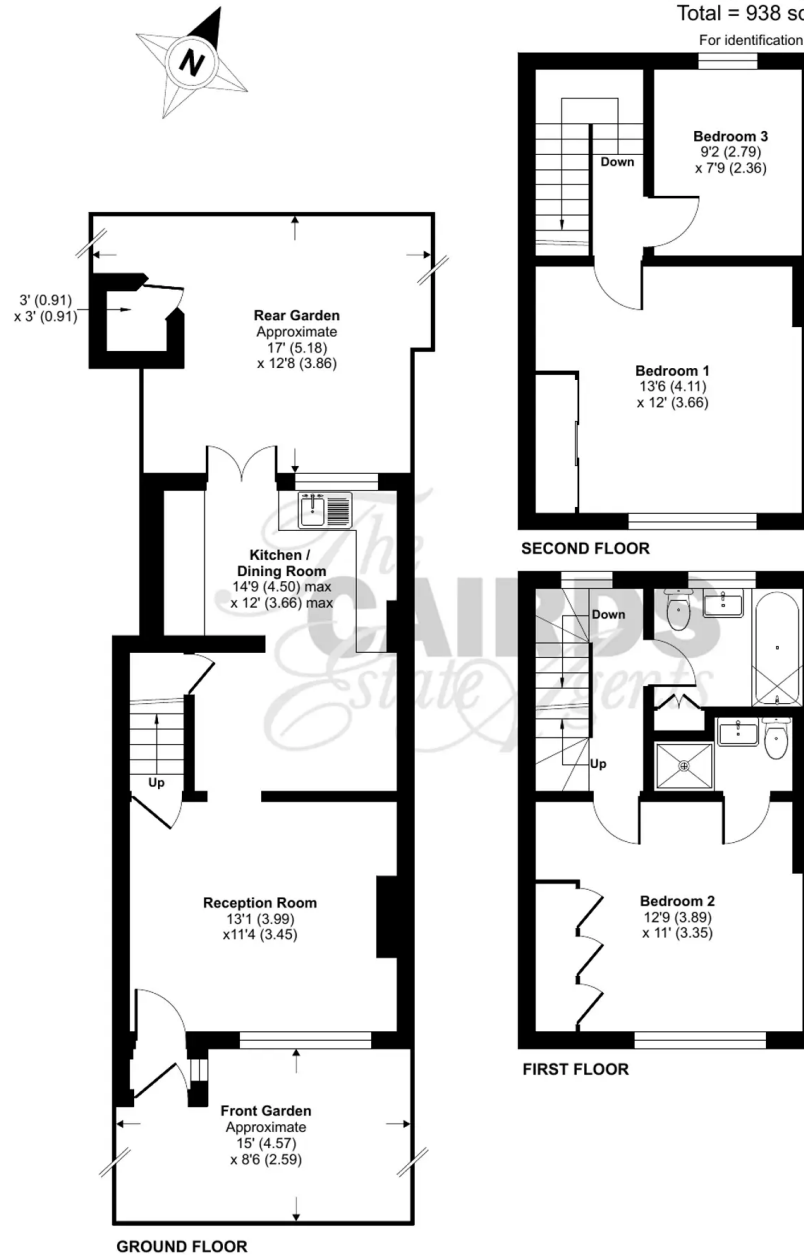 Total = 938 sq
For identification
N
Bedroom 3
9'2 (2.79)
x 7'9 (2.36)
Down
Bedroom 1
13'6 (4.11)
x 12' (3.66)
SECOND FLOOR
3' (0.91)
x 3' (0.91)
Rear Garden
Approximate
17' (5.18)
x 12'8 (3.86)
Kitchen /
Dining Room
14'9 (4.50) max
x 12' (3.66) max
Up
Reception Room
13'1 (3.99)
x11'4 (3.45)
Front Garden
Approximate
15' (4.57)
x 8'6 (2.59)
GROUND FLOOR
Down
Up
Bedroom 2
12'9 (3.89)
x 11' (3.35)
FIRST FLOOR
The
CAIRDS
Estate Agents